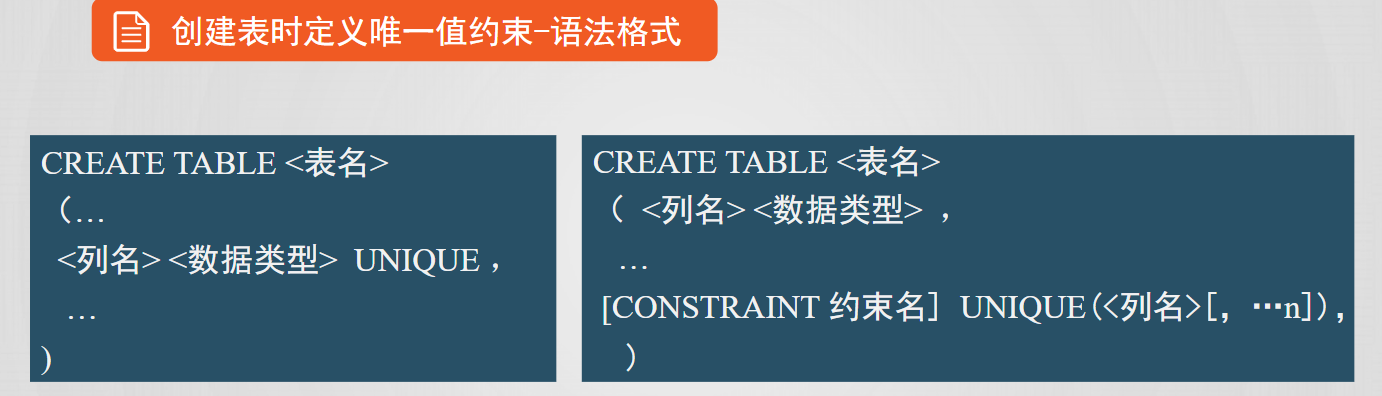 创建表时定义唯一值约束-语法格式
CREATE TABLE <表名>
（…
<列名> <数据类型> UNIQUE ，
…
)
CREATE TABLE <表名>
（ <列名> <数据类型> ，
…
[CONSTRAINT 约束名] UNIQUE(<列名>[，…n])，
）